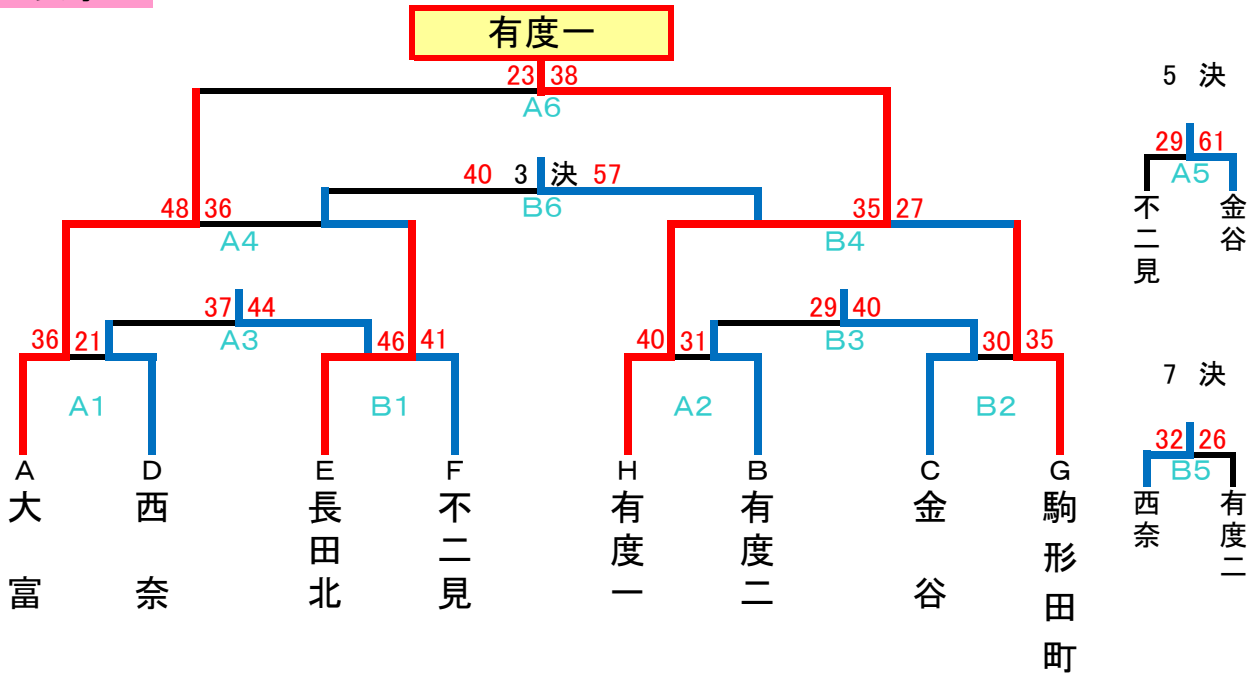 有度一
23 38
A6
5 決
29 61
A5
不二見
金谷
40 3 決 57
B6
48 36
A4
35 27
B4
37 44
A3
29 40
B3
36 21
A1
46 41
B1
40 31
A2
30 35
B2
7 決
32 26
B5
西奈
有度二
A
大富
D
西奈
E
長田北
F
不二見
H
有度一
B
有度二
C
金谷
G
駒形田町